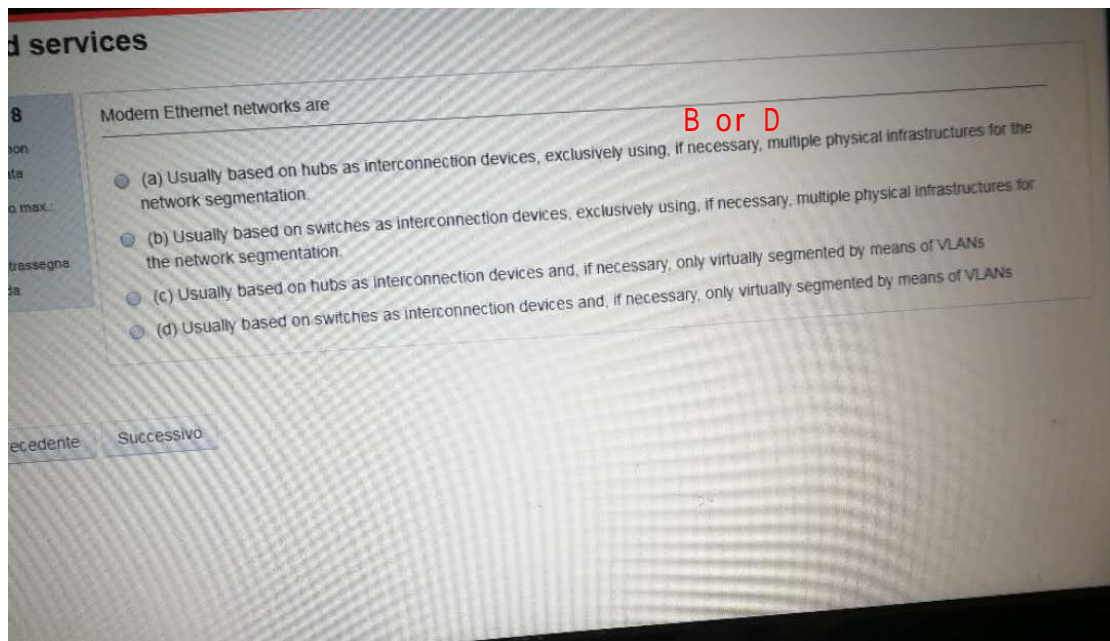 d services
8
Modern Ethernet networks are
B or D
(a) Usually based on hubs as interconnection devices, exclusively using, if necessary, multiple physical infrastructures for the
network segmentation.
(b) Usually based on switches as interconnection devices, exclusively using, if necessary, multiple physical infrastructures for
the network segmentation.
(c) Usually based on hubs as interconnection devices and, if necessary, only virtually segmented by means of VLANs
(d) Usually based on switches as interconnection devices and, if necessary, only virtually segmented by means of VLANs
o max.:
trassegna
ecedente
Successivo